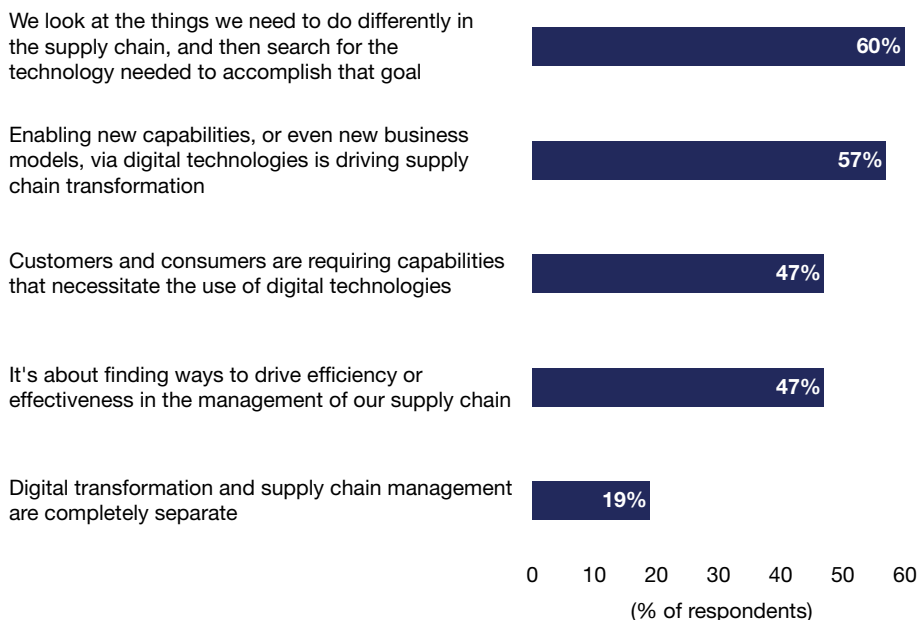 We look at the things we need to do differently in
the supply chain, and then search for the
technology needed to accomplish that goal
60%
Enabling new capabilities, or even new business
models, via digital technologies is driving supply
chain transformation
57%
Customers and consumers are requiring capabilities
that necessitate the use of digital technologies
47%
It's about finding ways to drive efficiency or
effectiveness in the management of our supply chain
47%
Digital transformation and supply chain management
are completely separate
19%
0 10 20 30 40 50 60
(% of respondents)